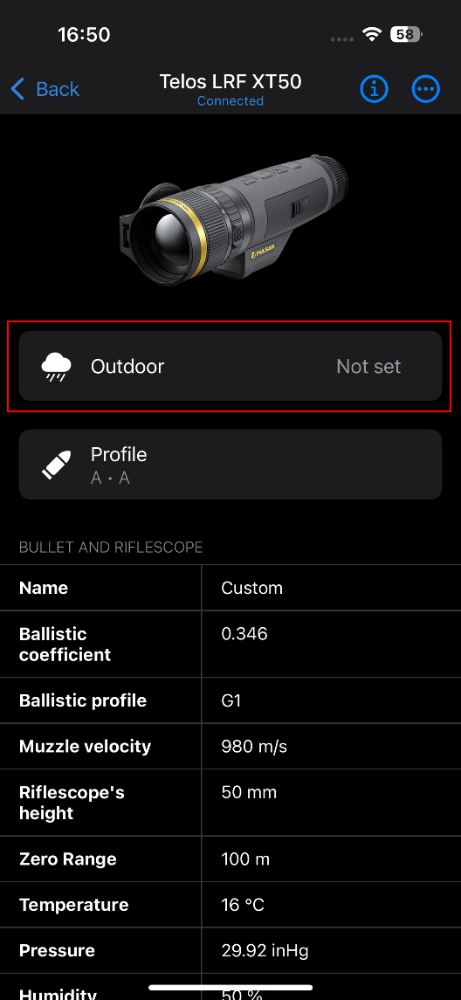 16:50
58
Back
Telos LRF XT50
Connected
PULSAR
Outdoor
Not set
Profile
A • A
BULLET AND RIFLESCOPE
Name
Custom
Ballistic
coefficient
0.346
Ballistic profile
G1
Muzzle velocity
980 m/s
Riflescope's
height
50 mm
Zero Range
100 m
Temperature
16 °C
Pressure
29.92 inHg
Humidity
50 %